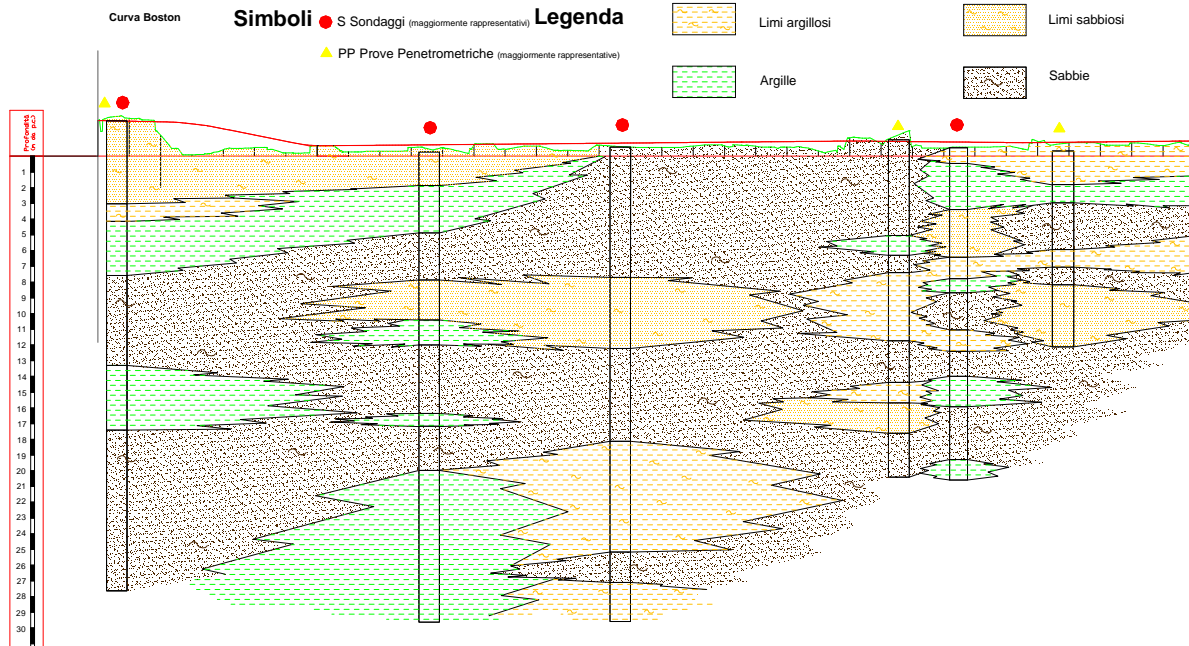 Curva Boston
Simboli
S Sondaggi (maggiormente rappresentativi)
PP Prove Penetrometriche (maggiormente rappresentative)
Legenda
Limi argillosi
Limi sabbiosi
Argille
Sabbie
Profondità
(m da p.c.)
1
2
3
4
5
6
7
8
9
10
11
12
13
14
15
16
17
18
19
20
21
22
23
24
25
26
27
28
29
30